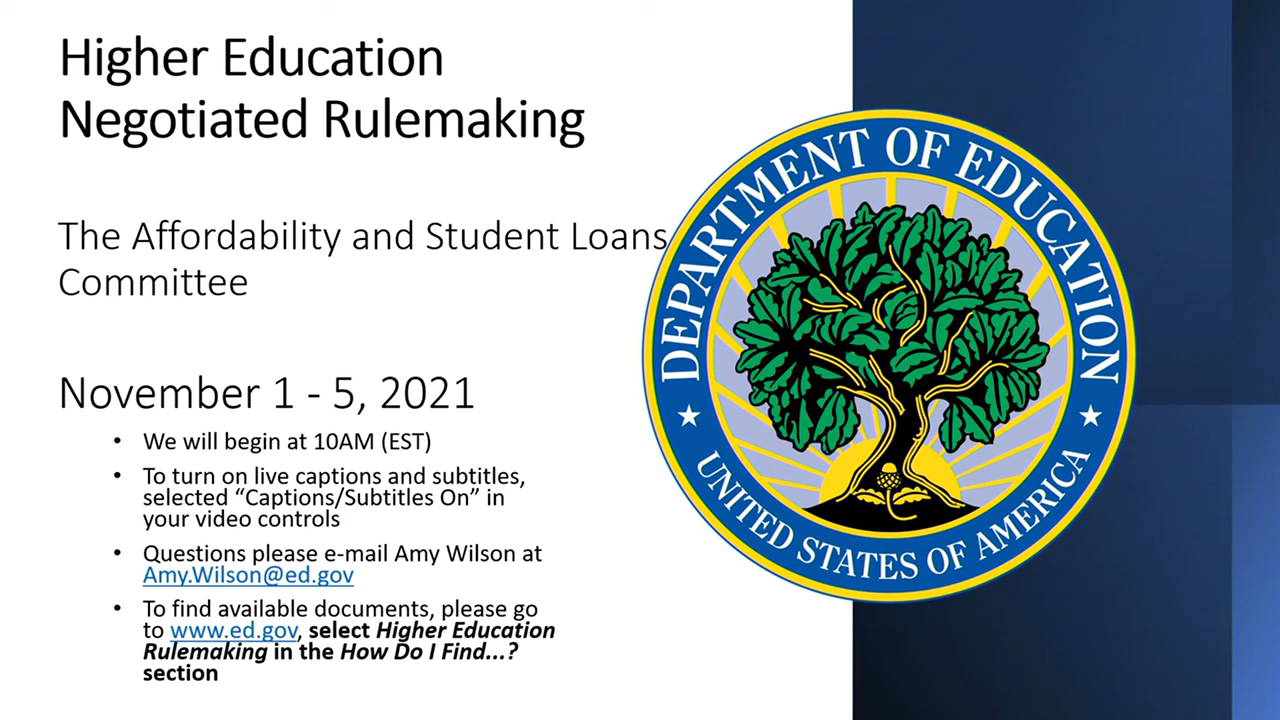 Higher Education
Negotiated Rulemaking
The Affordability and Student Loans
Committee
November 1 - 5, 2021
• We will begin at 10AM (EST)
• To turn on live captions and subtitles,
selected “Captions/Subtitles On” in
your video controls
• Questions please e-mail Amy Wilson at
Amy.Wilson@ed.gov
• To find available documents, please go
to www.ed.gov, select Higher Education
Rulemaking in the How Do I Find...?
section
DEPARTMENT OF EDUCATION
UNITED STATES OF AMERICA